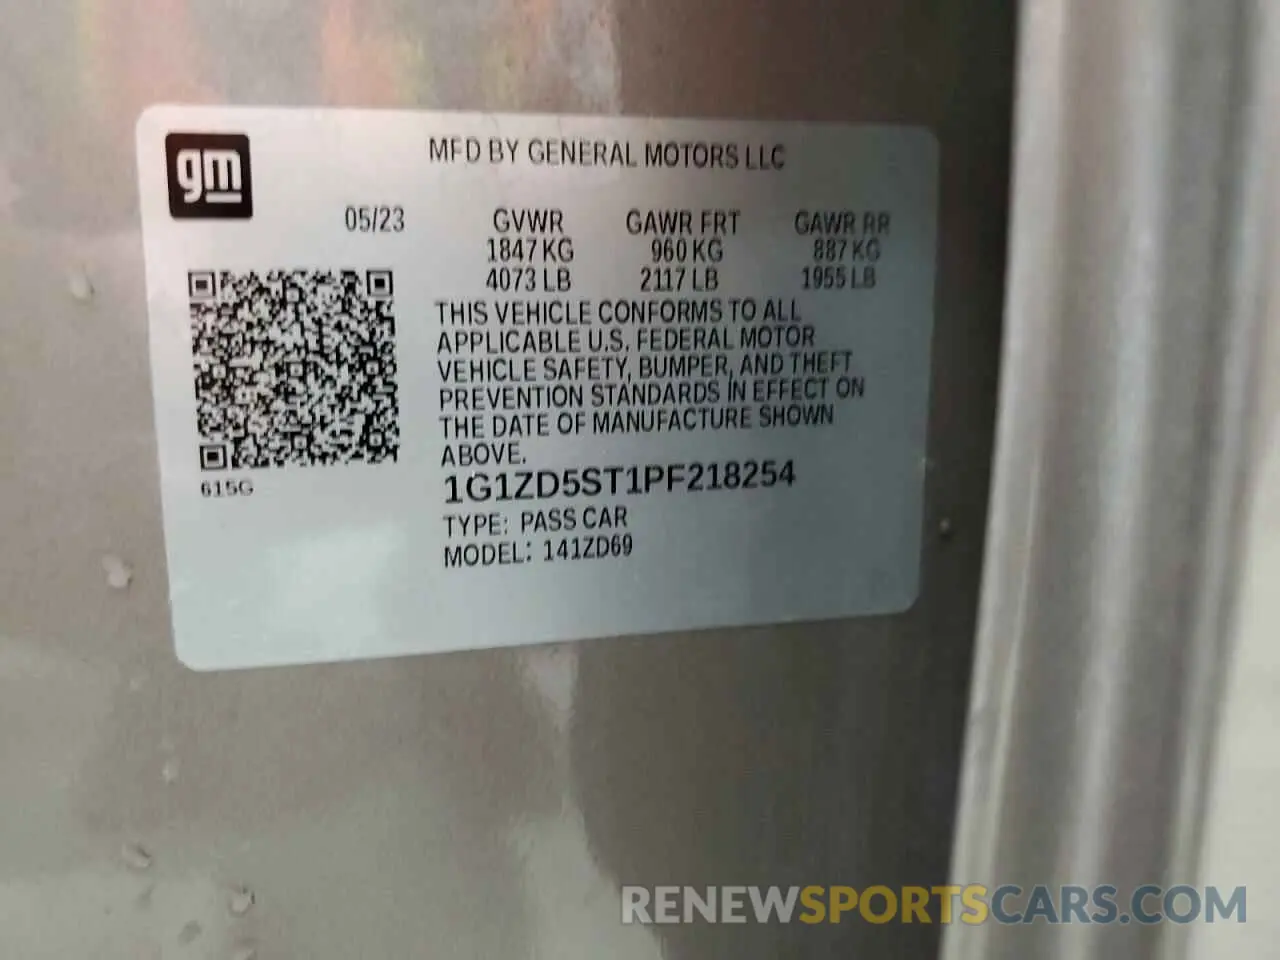 gm
MFD BY GENERAL MOTORS LLC
05/23 GVWR GAWR FRT GAWR RR
1847 KG 960 KG 887 KG
4073 LB 2117 LB 1955 LB
THIS VEHICLE CONFORMS TO ALL
APPLICABLE U.S. FEDERAL MOTOR
VEHICLE SAFETY, BUMPER, AND THEFT
PREVENTION STANDARDS IN EFFECT ON
THE DATE OF MANUFACTURE SHOWN
ABOVE.
615G
1G1ZD5ST1PF218254
TYPE: PASS CAR
MODEL: 141ZD69
RENEWSPORTSCARS.COM